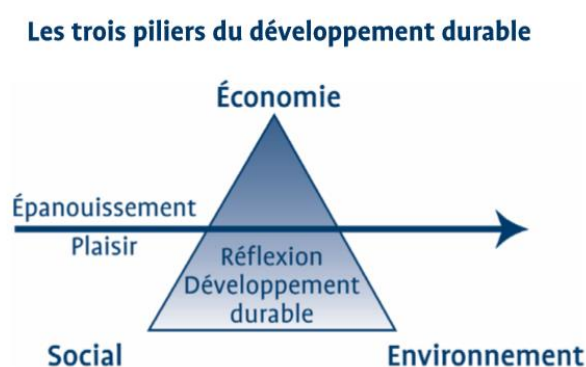 Les trois piliers du développement durable
Économie
Épanouissement
Plaisir
Réflexion
Développement
durable
Social
Environnement